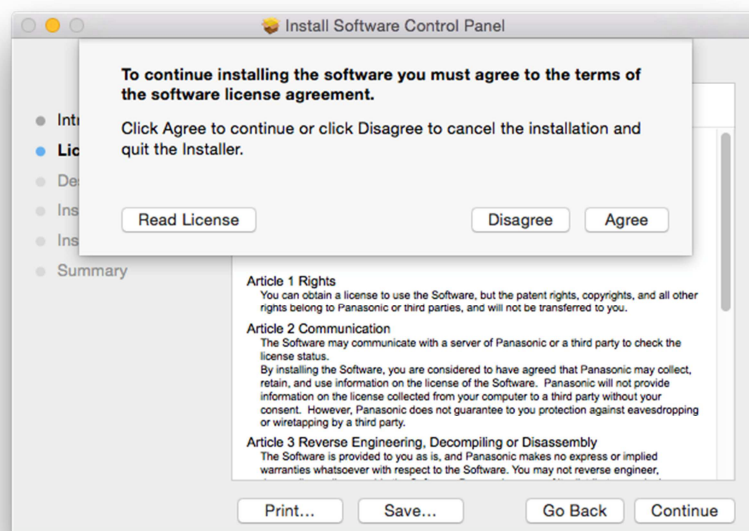 Install Software Control Panel
To continue installing the software you must agree to the terms of
the software license agreement.
Click Agree to continue or click Disagree to cancel the installation and
quit the Installer.
Read License
Disagree
Agree
Int
Lic
De
Ins
Ins
Summary
Article 1 Rights
You can obtain a license to use the Software, but the patent rights, copyrights, and all other
rights belong to Panasonic or third parties, and will not be transferred to you.
Article 2 Communication
The Software may communicate with a server of Panasonic or a third party to check the
license status.
By installing the Software, you are considered to have agreed that Panasonic may collect,
retain, and use information on the license of the Software. Panasonic will not provide
information on the license collected from your computer to a third party without your
consent. However, Panasonic does not guarantee to you protection against eavesdropping
or wiretapping by a third party.
Article 3 Reverse Engineering, Decompiling or Disassembly
The Software is provided to you as is, and Panasonic makes no express or implied
warranties whatsoever with respect to the Software. You may not reverse engineer,
Print...
Save...
Go Back
Continue